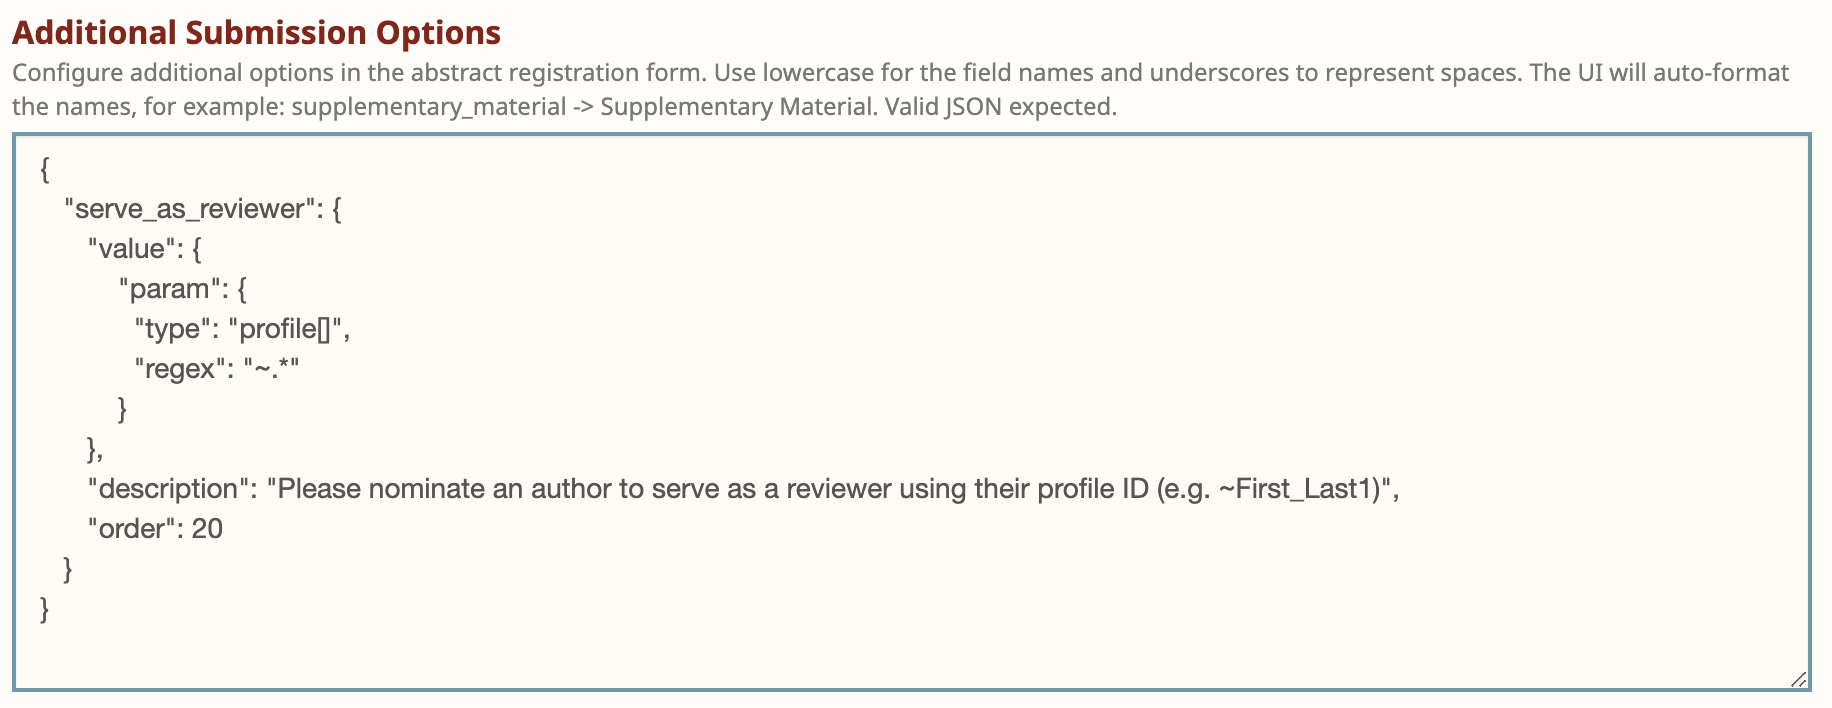 Additional Submission Options
Configure additional options in the abstract registration form. Use lowercase for the field names and underscores to represent spaces. The UI will auto-format
the names, for example: supplementary_material -> Supplementary Material. Valid JSON expected.
{
"serve_as_reviewer": {
"value": {
"param": {
"type": "profile[]",
"regex": "~.*"
}
},
"description": "Please nominate an author to serve as a reviewer using their profile ID (e.g. ~First_Last1)",
"order": 20
}
}